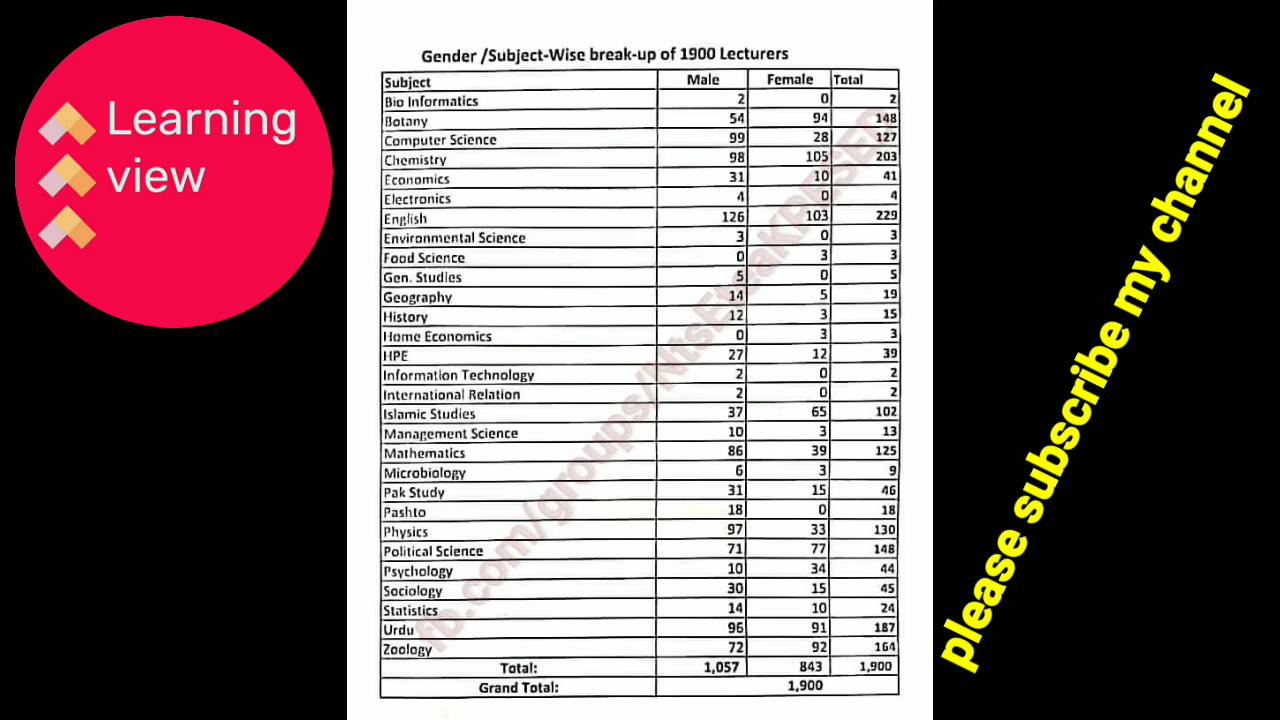 Learning
view
Gender /Subject-Wise break-up of 1900 Lecturers
Subject Male Female Total
Bio Informatics 2 0 2
Botany 54 94 148
Computer Science 99 28 127
Chemistry 98 105 203
Economics 31 10 41
Electronics 4 0 4
English 126 103 229
Environmental Science 3 0 3
Food Science 0 3 3
Gen. Studies 5 0 5
Geography 14 5 19
History 12 3 15
Home Economics 0 3 3
HPE 27 12 39
Information Technology 2 0 2
International Relation 2 0 2
Islamic Studies 37 65 102
Management Science 10 3 13
Mathematics 86 39 125
Microbiology 6 3 9
Pak Study 31 15 46
Pashto 18 0 18
Physics 97 33 130
Political Science 71 77 148
Psychology 10 34 44
Sociology 30 15 45
Statistics 14 10 24
Urdu 96 91 187
Zoology 72 92 164
Total: 1,057 843 1,900
Grand Total: 1,900
please subscribe my channel